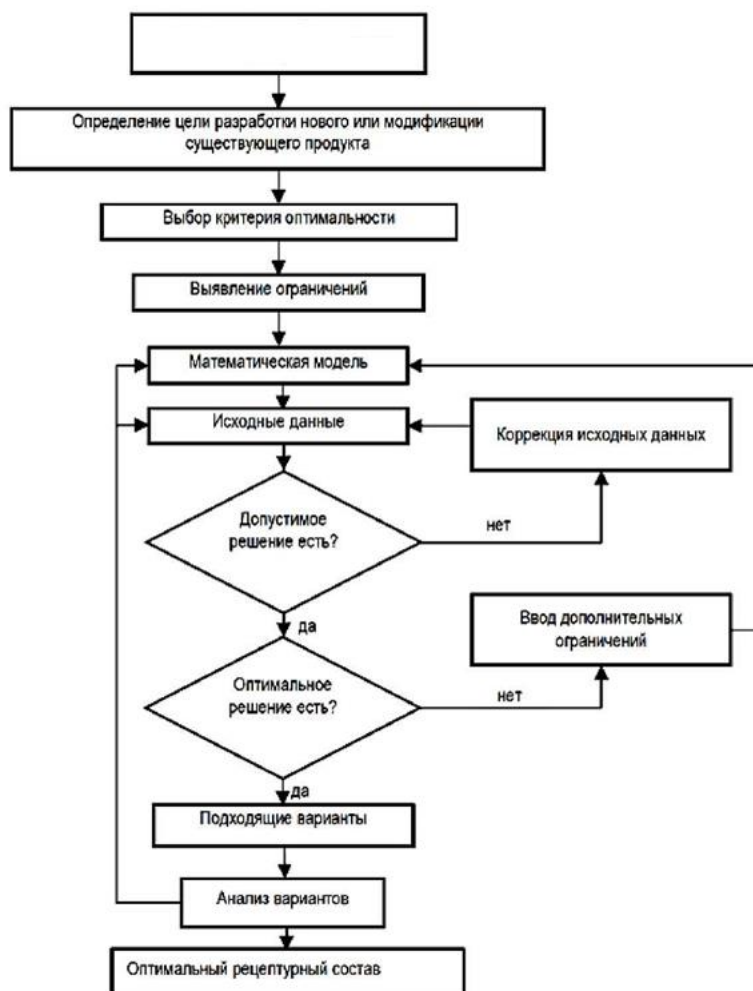 Определение цели разработки нового или модификации
существующего продукта
Выбор критерия оптимальности
Выявление ограничений
Математическая модель
Исходные данные
Коррекция исходных данных
Допустимое
решение есть?
нет
да
Ввод дополнительных
ограничений
Оптимальное
решение есть?
нет
да
Подходящие варианты
Анализ вариантов
Оптимальный рецептурный состав